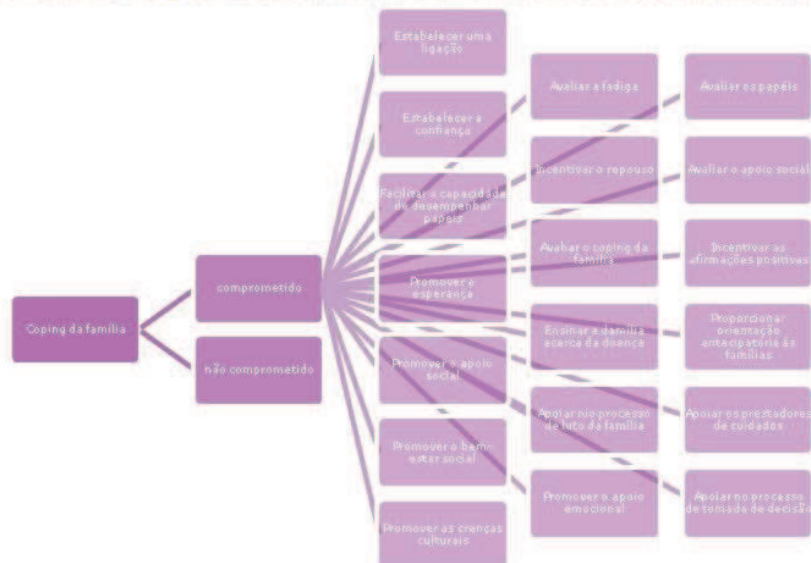 Coping da família
comprometido
não comprometido
Estabelecer uma
ligação
Estabelecer a
confiança
Facilitar a capacidade
de desempenhar
papéis
Promover a
esperança
Promover o apoio
social
Promover o bem-
estar social
Promover as crenças
culturais
Avaliar a fadiga
Incentivar o repouso
Avaliar o coping da
família
Ensinar a família
acerca da doença
Apoiar no processo
de luto da família
Promover o apoio
emocional
Avaliar os papéis
Avaliar o apoio social
Incentivar as
afirmações positivas
Proporcionar
orientação
antecipatória às
famílias
Apoiar os prestadores
de cuidados
Apoiar no processo
de tomada de decisão